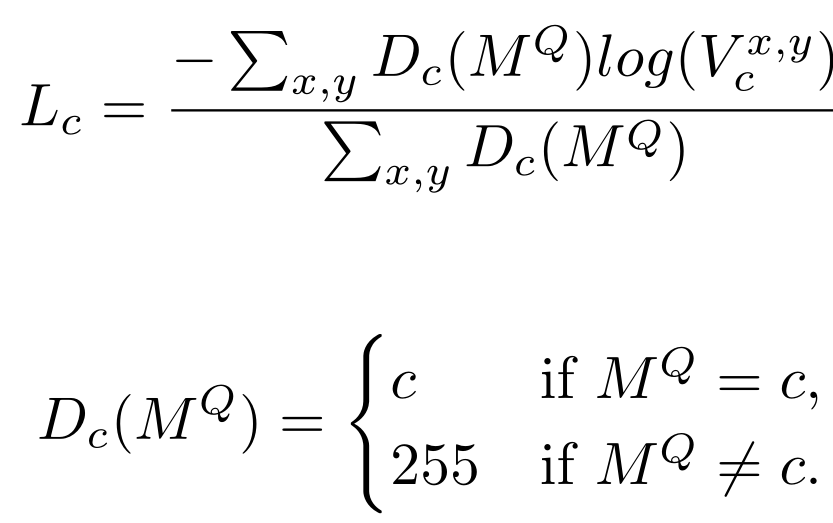 L_c = \frac{-\sum_{x,y} D_c(M^Q)log(V_c^{x,y})}{\sum_{x,y} D_c(M^Q)}
D_c(M^Q) = \begin{cases} c & \text{if } M^Q = c, \\ 255 & \text{if } M^Q \neq c. \end{cases}